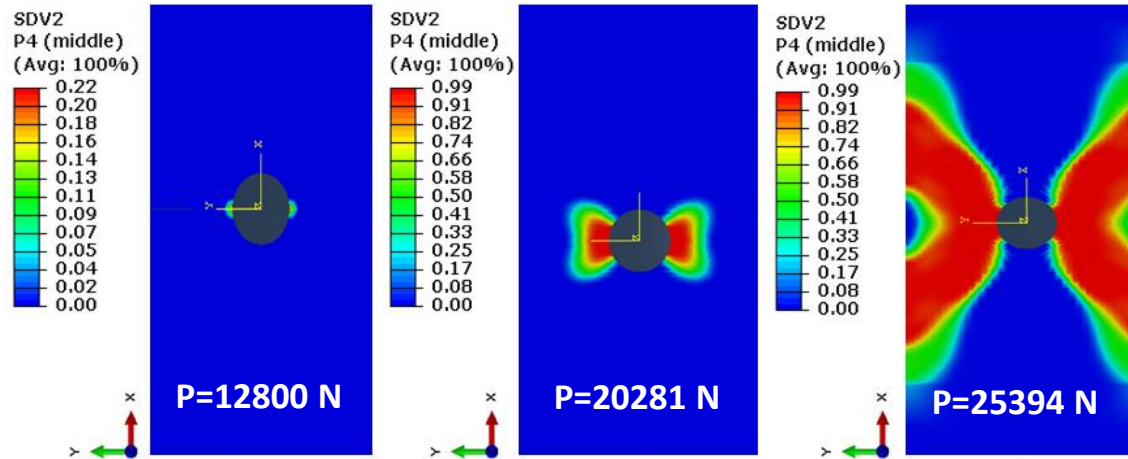 SDV2
P4 (middle)
(Avg: 100%)
0.22
0.20
0.18
0.16
0.14
0.13
0.11
0.09
0.07
0.05
0.04
0.02
0.00
X
Y
Z
P=12800 N
X
Y
SDV2
P4 (middle)
(Avg: 100%)
0.99
0.91
0.82
0.74
0.66
0.58
0.50
0.41
0.33
0.25
0.17
0.08
0.00
Z
P=20281 N
X
Y
SDV2
P4 (middle)
(Avg: 100%)
0.99
0.91
0.82
0.74
0.66
0.58
0.50
0.41
0.33
0.25
0.17
0.08
0.00
X
Y
Z
P=25394 N
X
Y